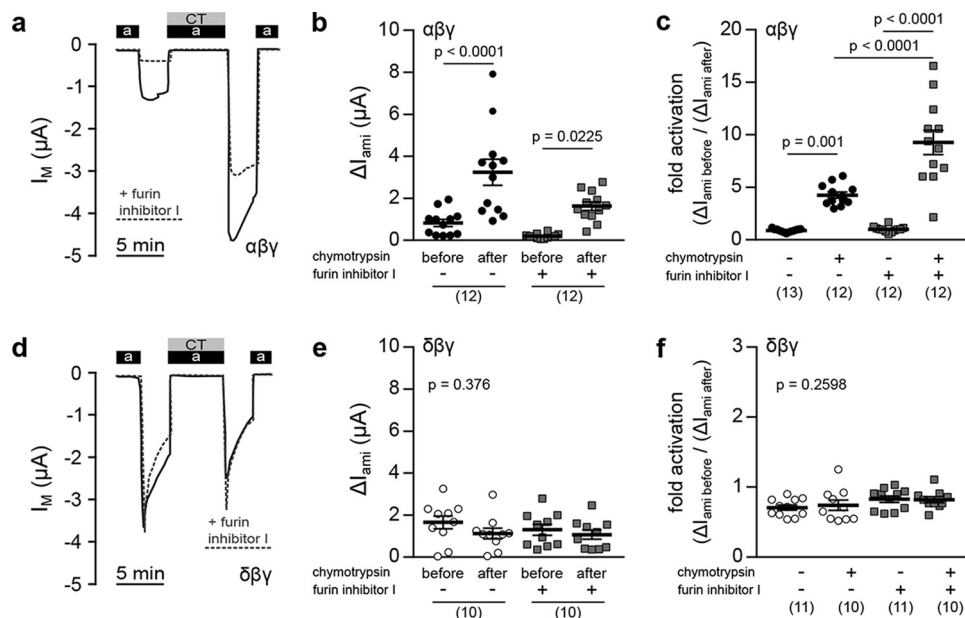 a
CT
a a a
0
-1
-2
-3
-4
-5
I_M (μA)
+ furin
inhibitor I
5 min
αβγ
b
αβγ
p < 0.0001
p = 0.0225
10
8
6
4
2
0
ΔI_ami (μA)
before after before after
chymotrypsin
furin inhibitor I - - + +
(12) (12)
c
αβγ
p < 0.0001
p < 0.0001
p = 0.001
20
15
10
5
0
fold activation
(ΔI_ami before / (ΔI_ami after)
chymotrypsin - + - +
furin inhibitor I - - + +
(13) (12) (12) (12)
d
CT
a a a
0
-1
-2
-3
-4
-5
I_M (μA)
+ furin
inhibitor I
5 min
δβγ
e
δβγ
p = 0.376
10
8
6
4
2
0
ΔI_ami (μA)
before after before after
chymotrypsin
furin inhibitor I - - + +
(10) (10)
f
δβγ
p = 0.2598
3
2
1
0
fold activation
(ΔI_ami before / (ΔI_ami after)
chymotrypsin - + - +
furin inhibitor I - - + +
(11) (10) (11) (10)